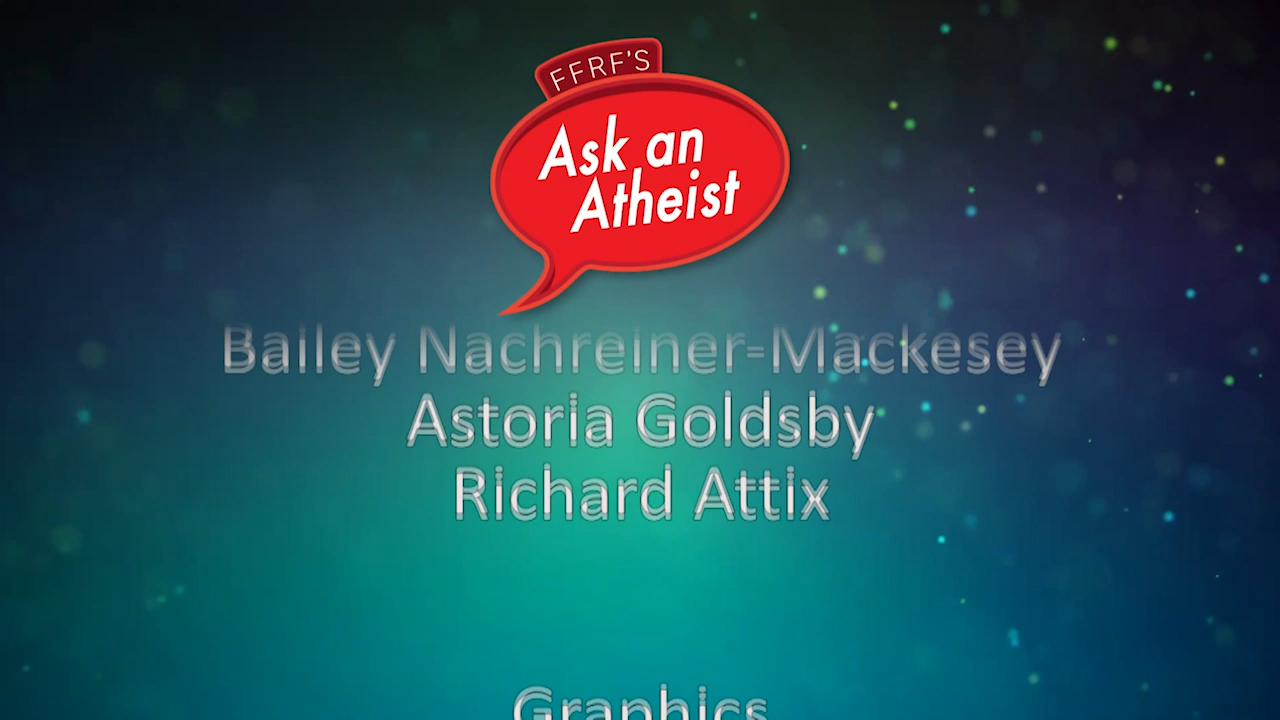 FFRF'S
Ask an
Atheist
Bailey Nachreiner-Mackesey
Astoria Goldsby
Richard Attix
Graphics